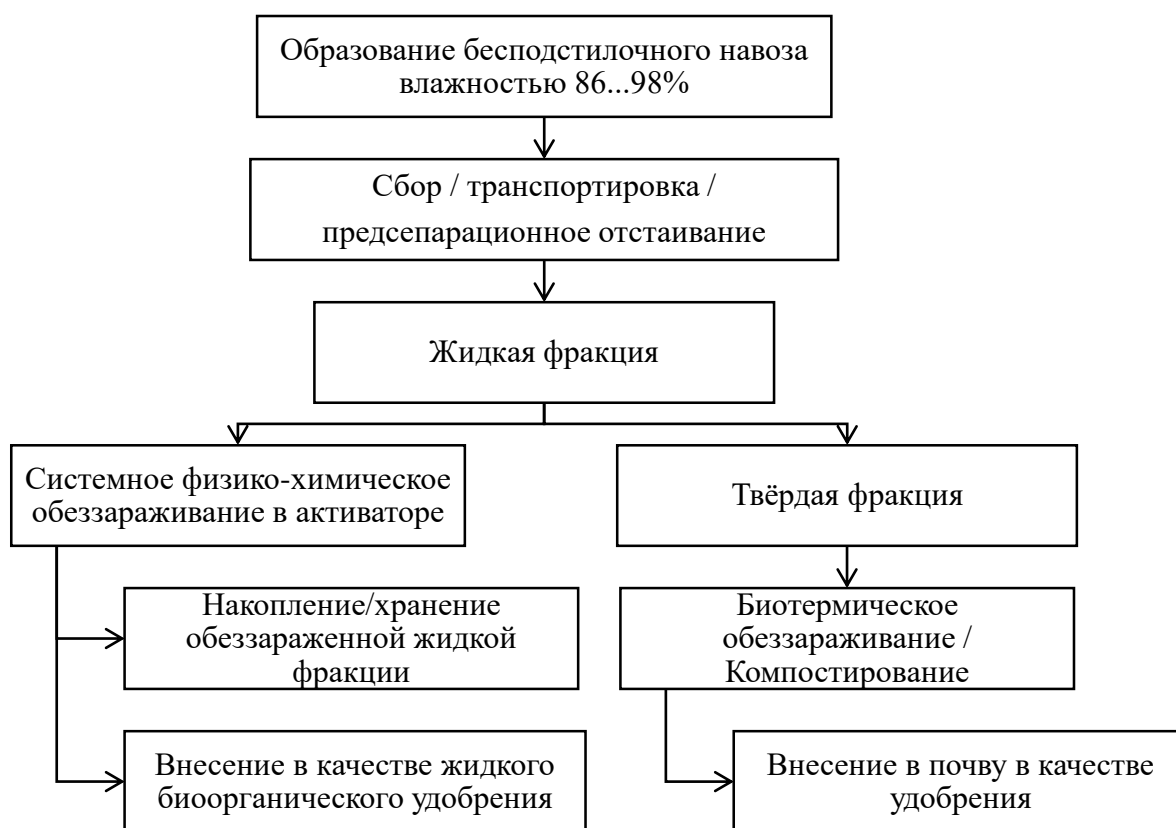 Образование бесподстилочного навоза
влажностью 86...98%
Сбор / транспортировка /
предсепарационное отстаивание
Жидкая фракция
Системное физико-химическое
обеззараживание в активаторе
Твёрдая фракция
Накопление/хранение
обеззараженной жидкой
фракции
Биотермическое
обеззараживание /
Компостирование
Внесение в качестве жидкого
биоорганического удобрения
Внесение в почву в качестве
удобрения